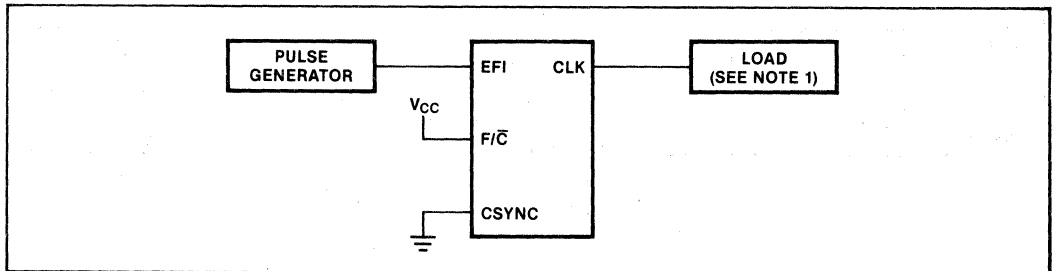 PULSE
GENERATOR
EFI
CLK
LOAD
(SEE NOTE 1)
VCC
F/C̅
CSYNC